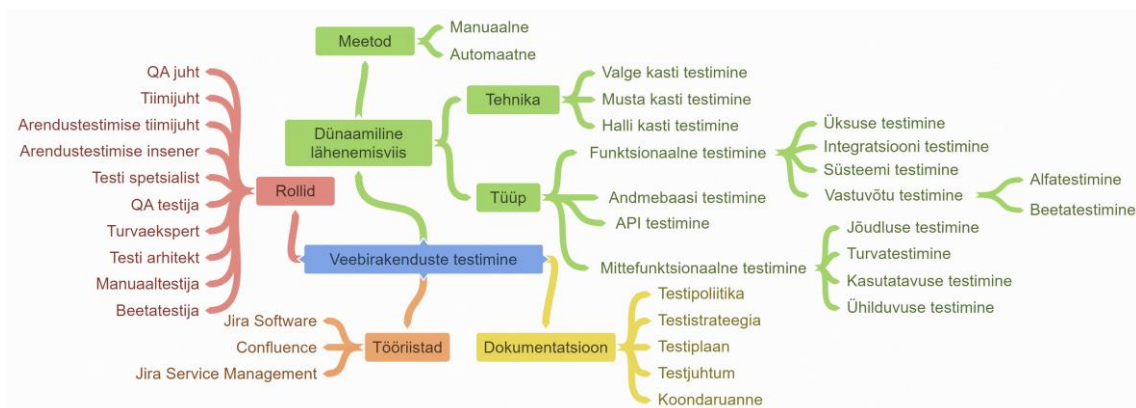 Meetod
Manuaalne
Automaatne
Dünaamiline
lähenemisviis
Tehnika
Valge kasti testimine
Musta kasti testimine
Halli kasti testimine
Tüüp
Funktsionaalne testimine
Üksuse testimine
Integratsiooni testimine
Süsteemi testimine
Vastuvõtu testimine
Alfatestimine
Beetatestimine
Andmebaasi testimine
API testimine
Mittefunktsionaalne testimine
Jõudluse testimine
Turvatestimine
Kasutatavuse testimine
Ühilduvuse testimine
Rollid
QA juht
Tiimijuht
Arendustestimise tiimijuht
Arendustestimise insener
Testi spetsialist
QA testija
Turvaekspert
Testi arhitekt
Manuaaltestija
Beetatestija
Veebirakenduste testimine
Tööriistad
Jira Software
Confluence
Jira Service Management
Dokumentatsioon
Testipoliitika
Testistrateegia
Testiplaan
Testjuhtum
Koondaruanne